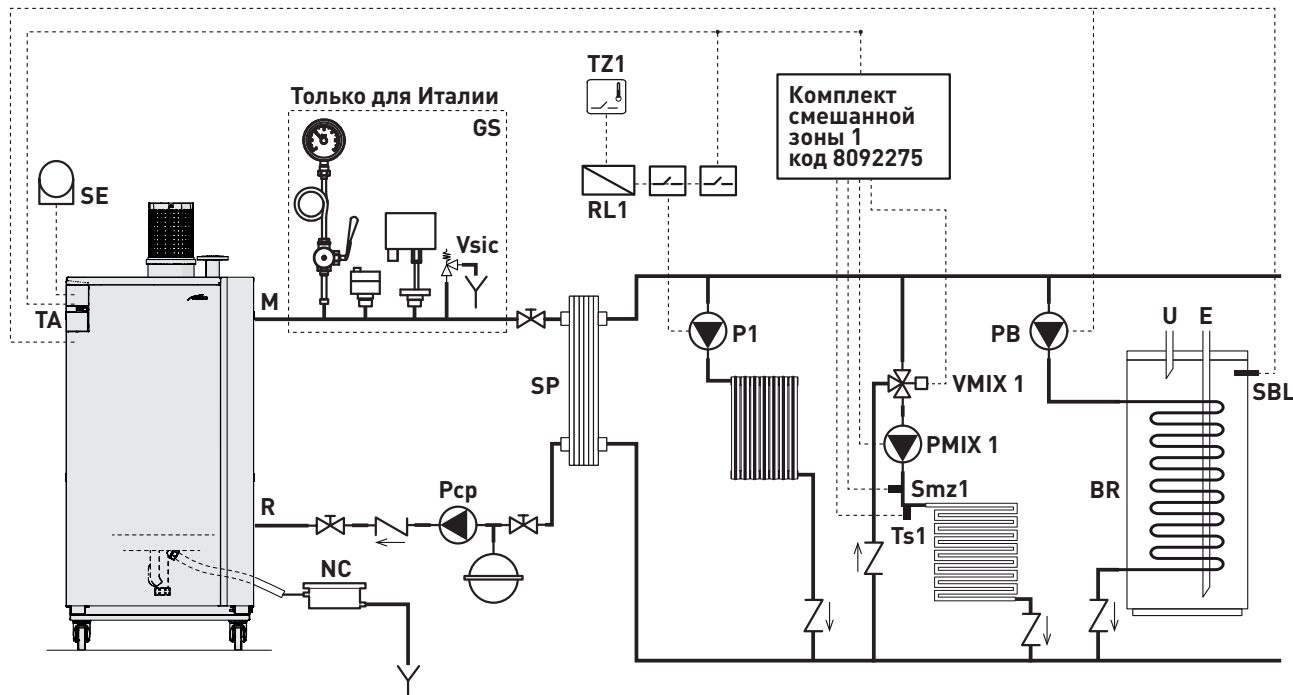 TZ1
Только для Италии
GS
Комплект
смешанной
зоны 1
код 8092275
SE
RL1
Vsic
M
TA
P1
PB
U
E
SP
VMIX 1
SBL
PMIX 1
Smz1
BR
R
Pcp
Ts1
NC